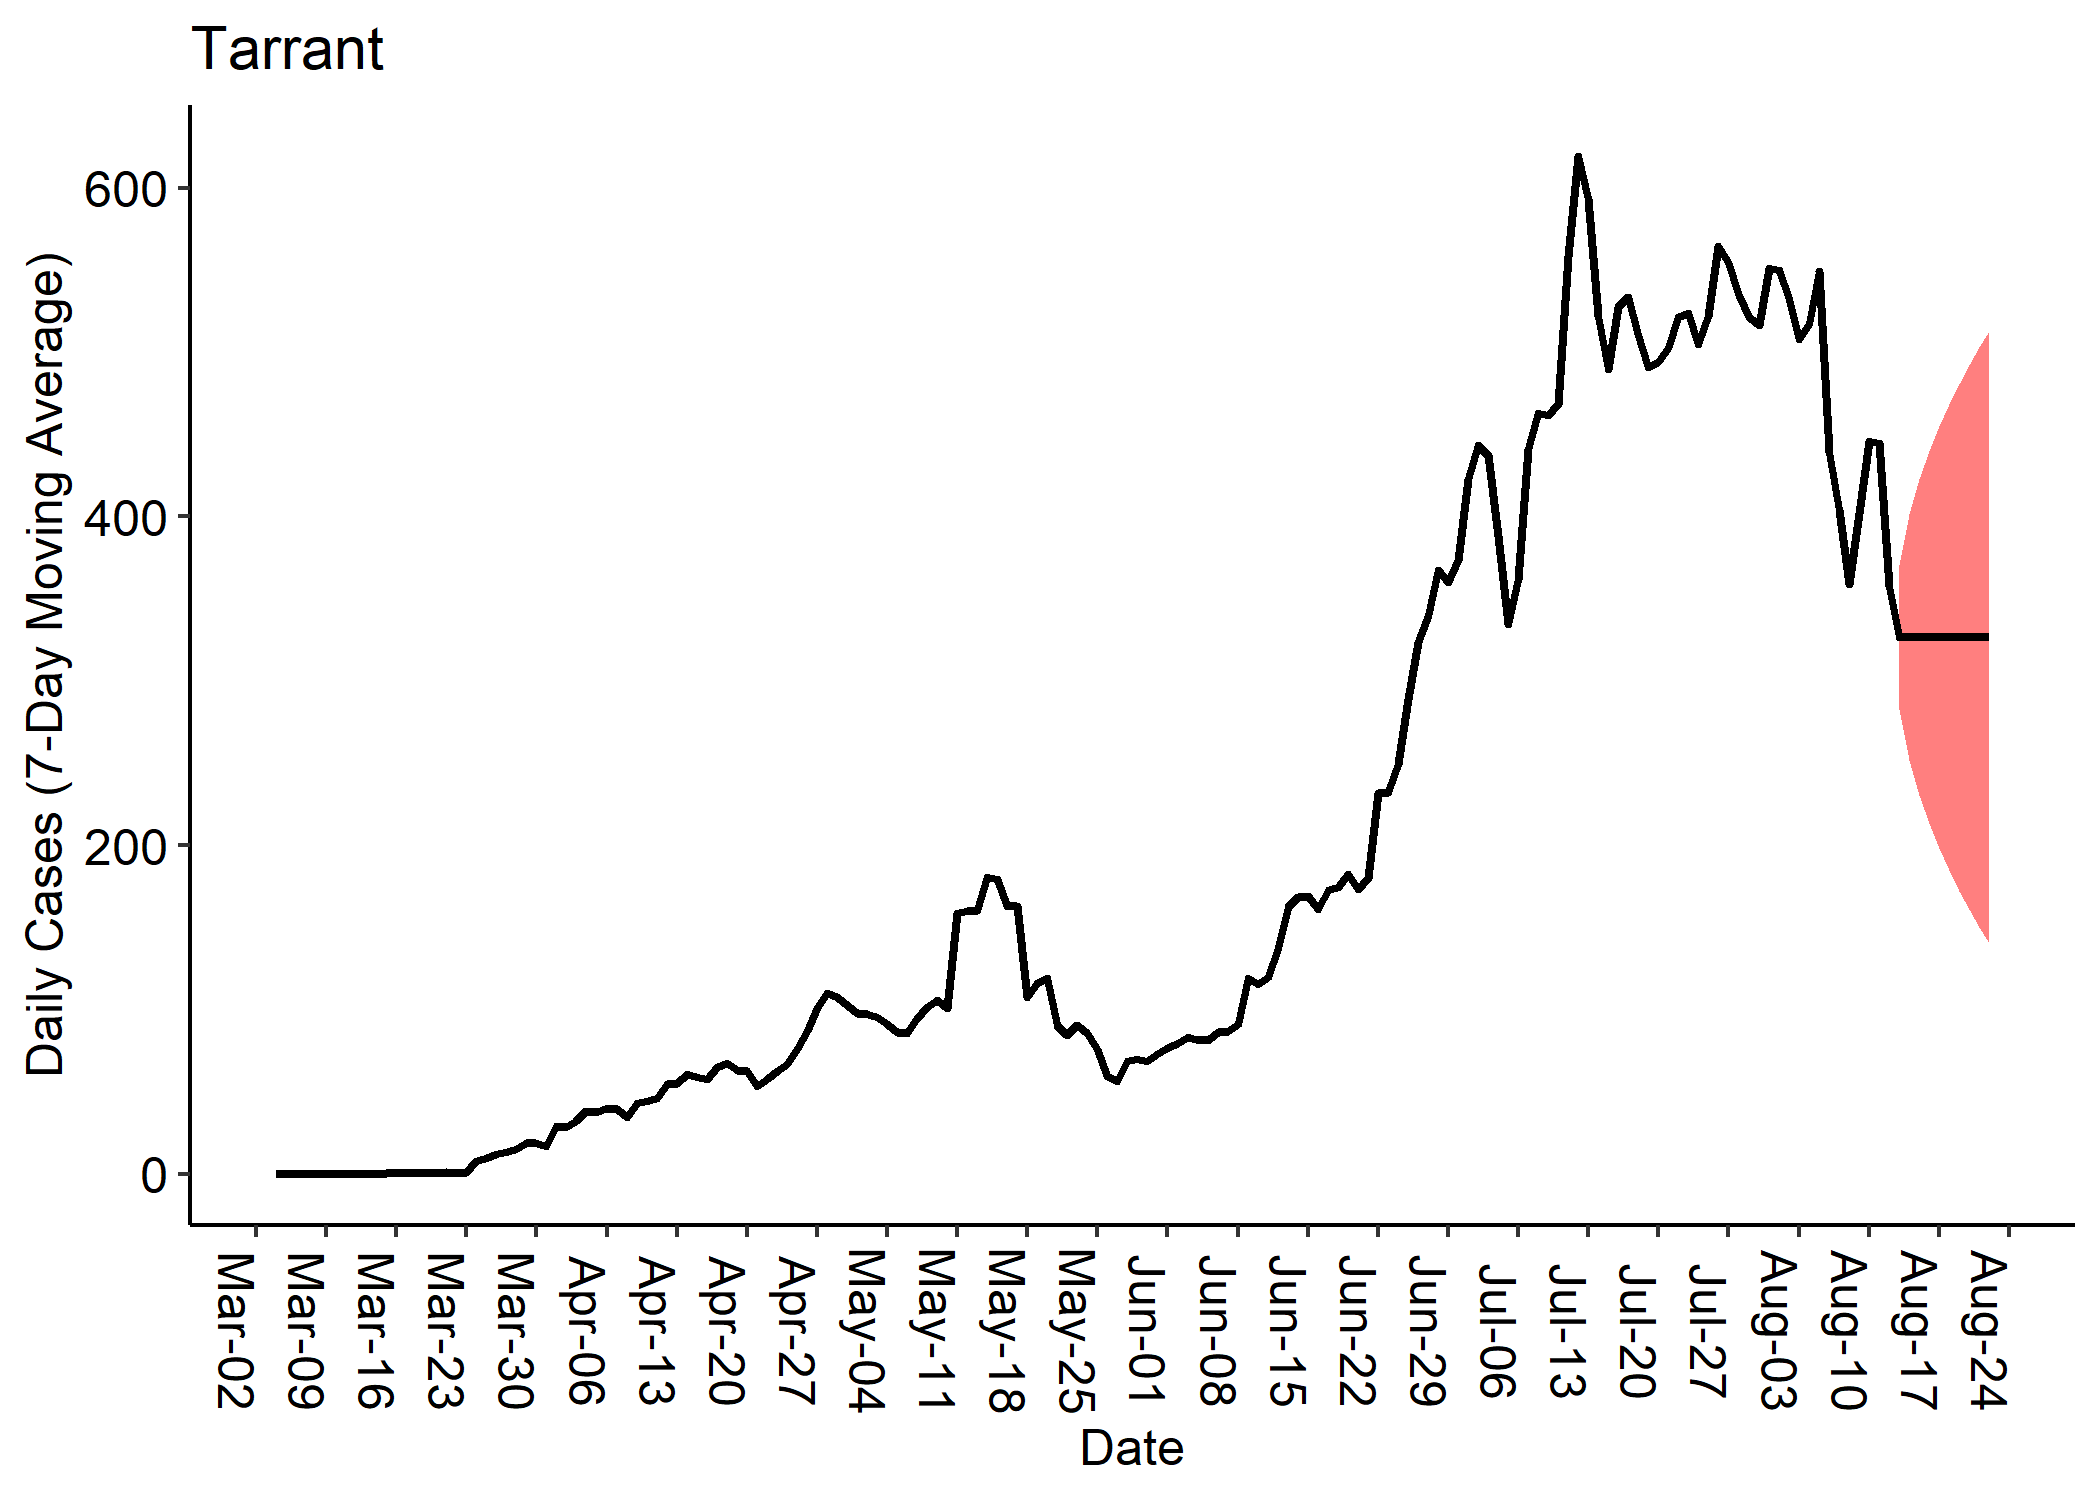 Tarrant
Daily Cases (7-Day Moving Average)
600
400
200
0
Mar-02
Mar-09
Mar-16
Mar-23
Mar-30
Apr-06
Apr-13
Apr-20
Apr-27
May-04
May-11
May-18
May-25
Jun-01
Jun-08
Jun-15
Jun-22
Jun-29
Jul-06
Jul-13
Jul-20
Jul-27
Aug-03
Aug-10
Aug-17
Aug-24
Date